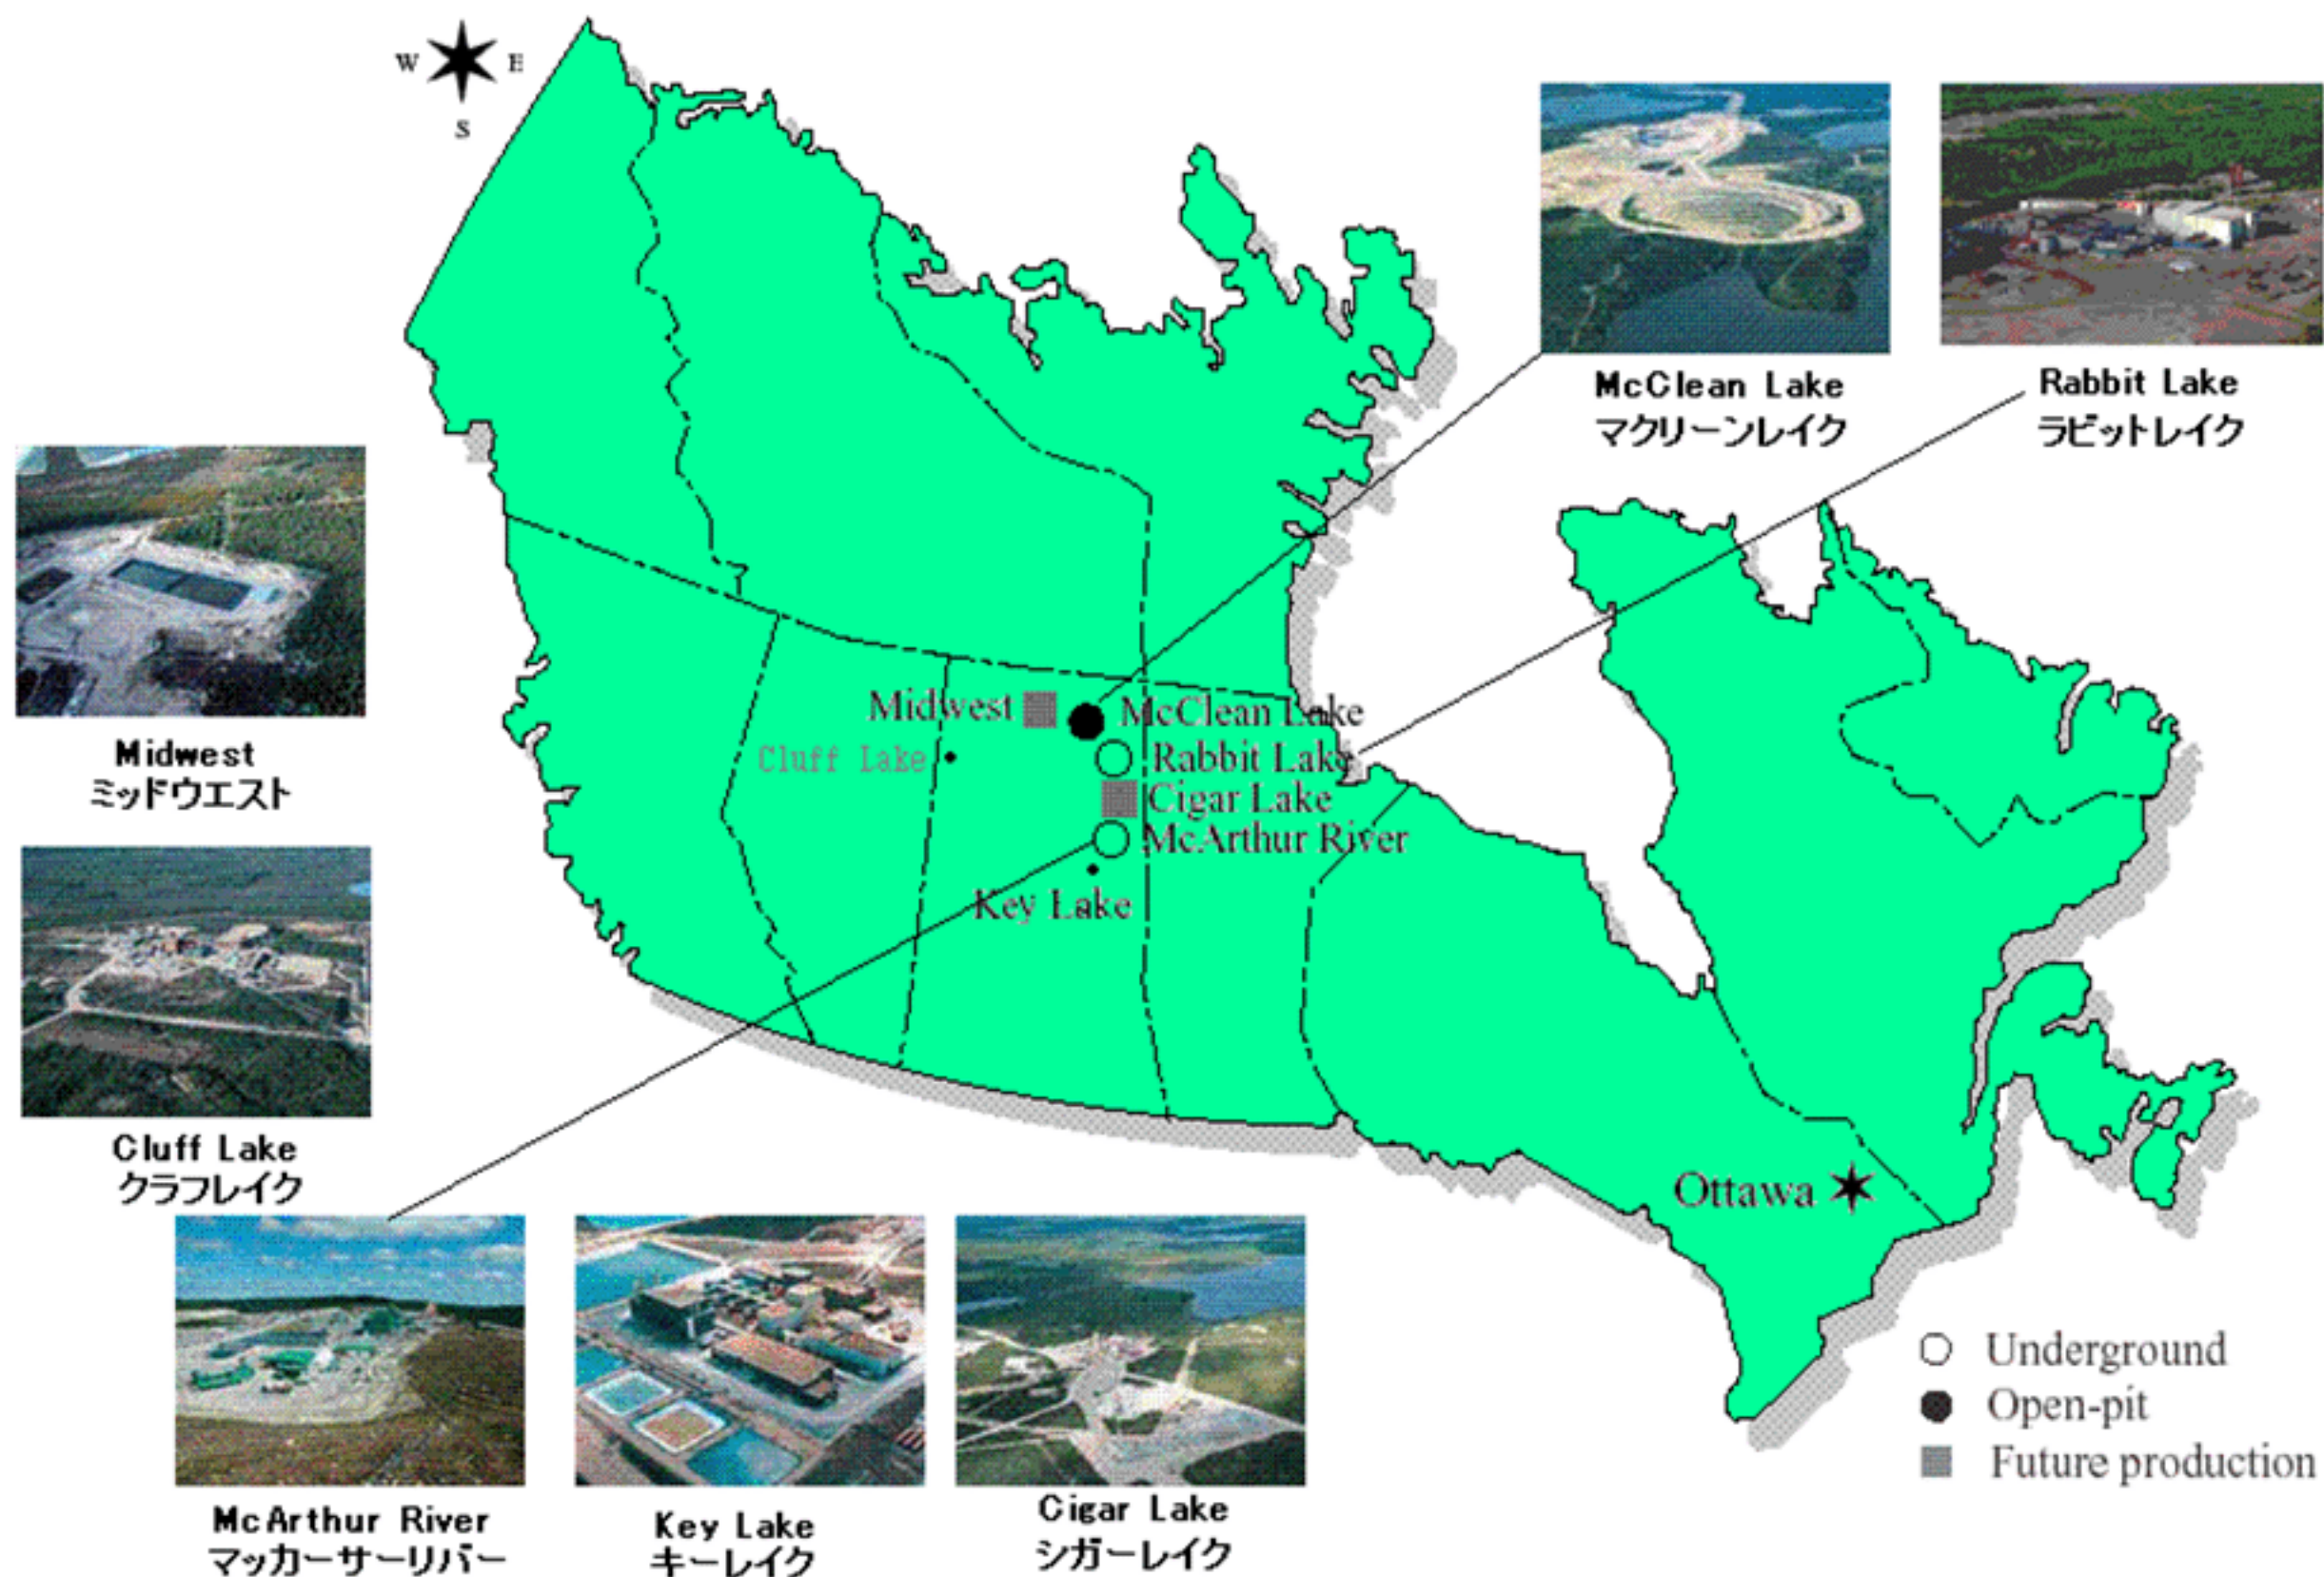 W E
S
McClean Lake
マクリーンレイク
Rabbit Lake
ラビットレイク
Midwest
ミッドウエスト
Midwest
McClean Lake
Cluff Lake
Rabbit Lake
Cigar Lake
McArthur River
Key Lake
Cluff Lake
クラフレイク
Ottawa
Underground
Open-pit
Future production
McArthur River
マッカーサーリバー
Key Lake
キーレイク
Cigar Lake
シガーレイク